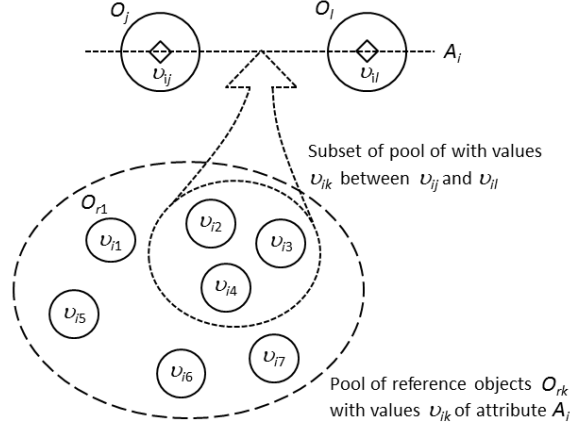 O_j O_l
A_i
υ_ij υ_il
Subset of pool of with values
υ_ik between υ_ij and υ_il
O_r1
υ_i2
υ_i1 υ_i3
υ_i4
υ_i5
υ_i7
υ_i6
Pool of reference objects O_rk
with values υ_ik of attribute A_i